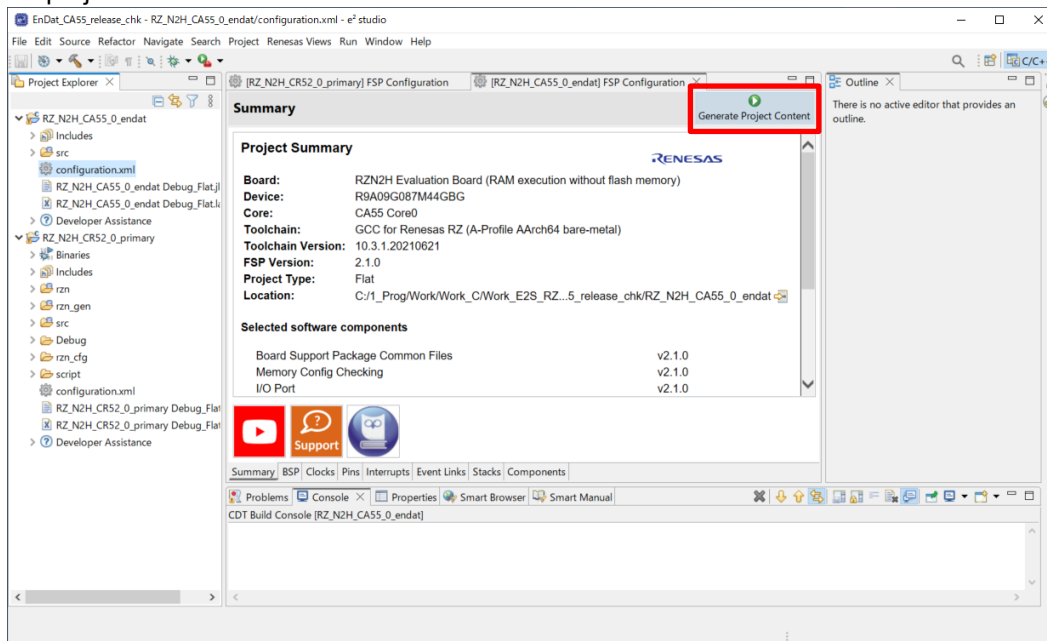 EnDat_CA55_release_chk - RZ_N2H_CA55_0_endat/configuration.xml - e² studio
File Edit Source Refactor Navigate Search Project Renesas Views Run Window Help
C/C+
Project Explorer
[RZ_N2H_CR52_0_primary] FSP Configuration
[RZ_N2H_CA55_0_endat] FSP Configuration
Outline
RZ_N2H_CA55_0_endat
Includes
src
configuration.xml
RZ_N2H_CA55_0_endat Debug_Flat.jl
RZ_N2H_CA55_0_endat Debug_Flat.la
Developer Assistance
RZ_N2H_CR52_0_primary
Binaries
Includes
rzn
rzn_gen
src
Debug
rzn_cfg
script
configuration.xml
RZ_N2H_CR52_0_primary Debug_Flat
RZ_N2H_CR52_0_primary Debug_Flat
Developer Assistance
Summary
Generate Project Content
Project Summary
RENESAS
Board: RZN2H Evaluation Board (RAM execution without flash memory)
Device: R9A09G087M44GBG
Core: CA55 Core0
Toolchain: GCC for Renesas RZ (A-Profile AArch64 bare-metal)
Toolchain Version: 10.3.1.20210621
FSP Version: 2.1.0
Project Type: Flat
Location: C:/1_Prog/Work/Work_C/Work_E2S_RZ...5_release_chk/RZ_N2H_CA55_0_endat
Selected software components
Board Support Package Common Files v2.1.0
Memory Config Checking v2.1.0
I/O Port v2.1.0
Support
Summary BSP Clocks Pins Interrupts Event Links Stacks Components
There is no active editor that provides an
outline.
Problems Console Properties Smart Browser Smart Manual
CDT Build Console [RZ_N2H_CA55_0_endat]